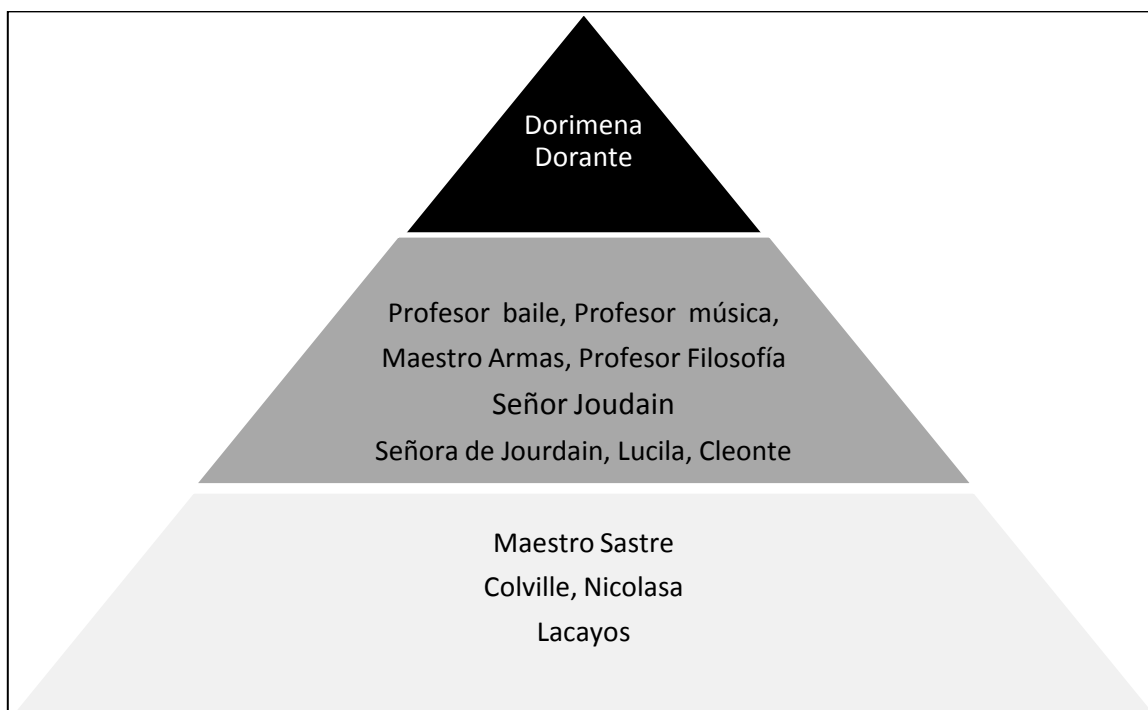 Dorimena
Dorante
Profesor baile, Profesor música,
Maestro Armas, Profesor Filosofía
Señor Joudain
Señora de Jourdain, Lucila, Cleonte
Maestro Sastre
Colville, Nicolasa
Lacayos